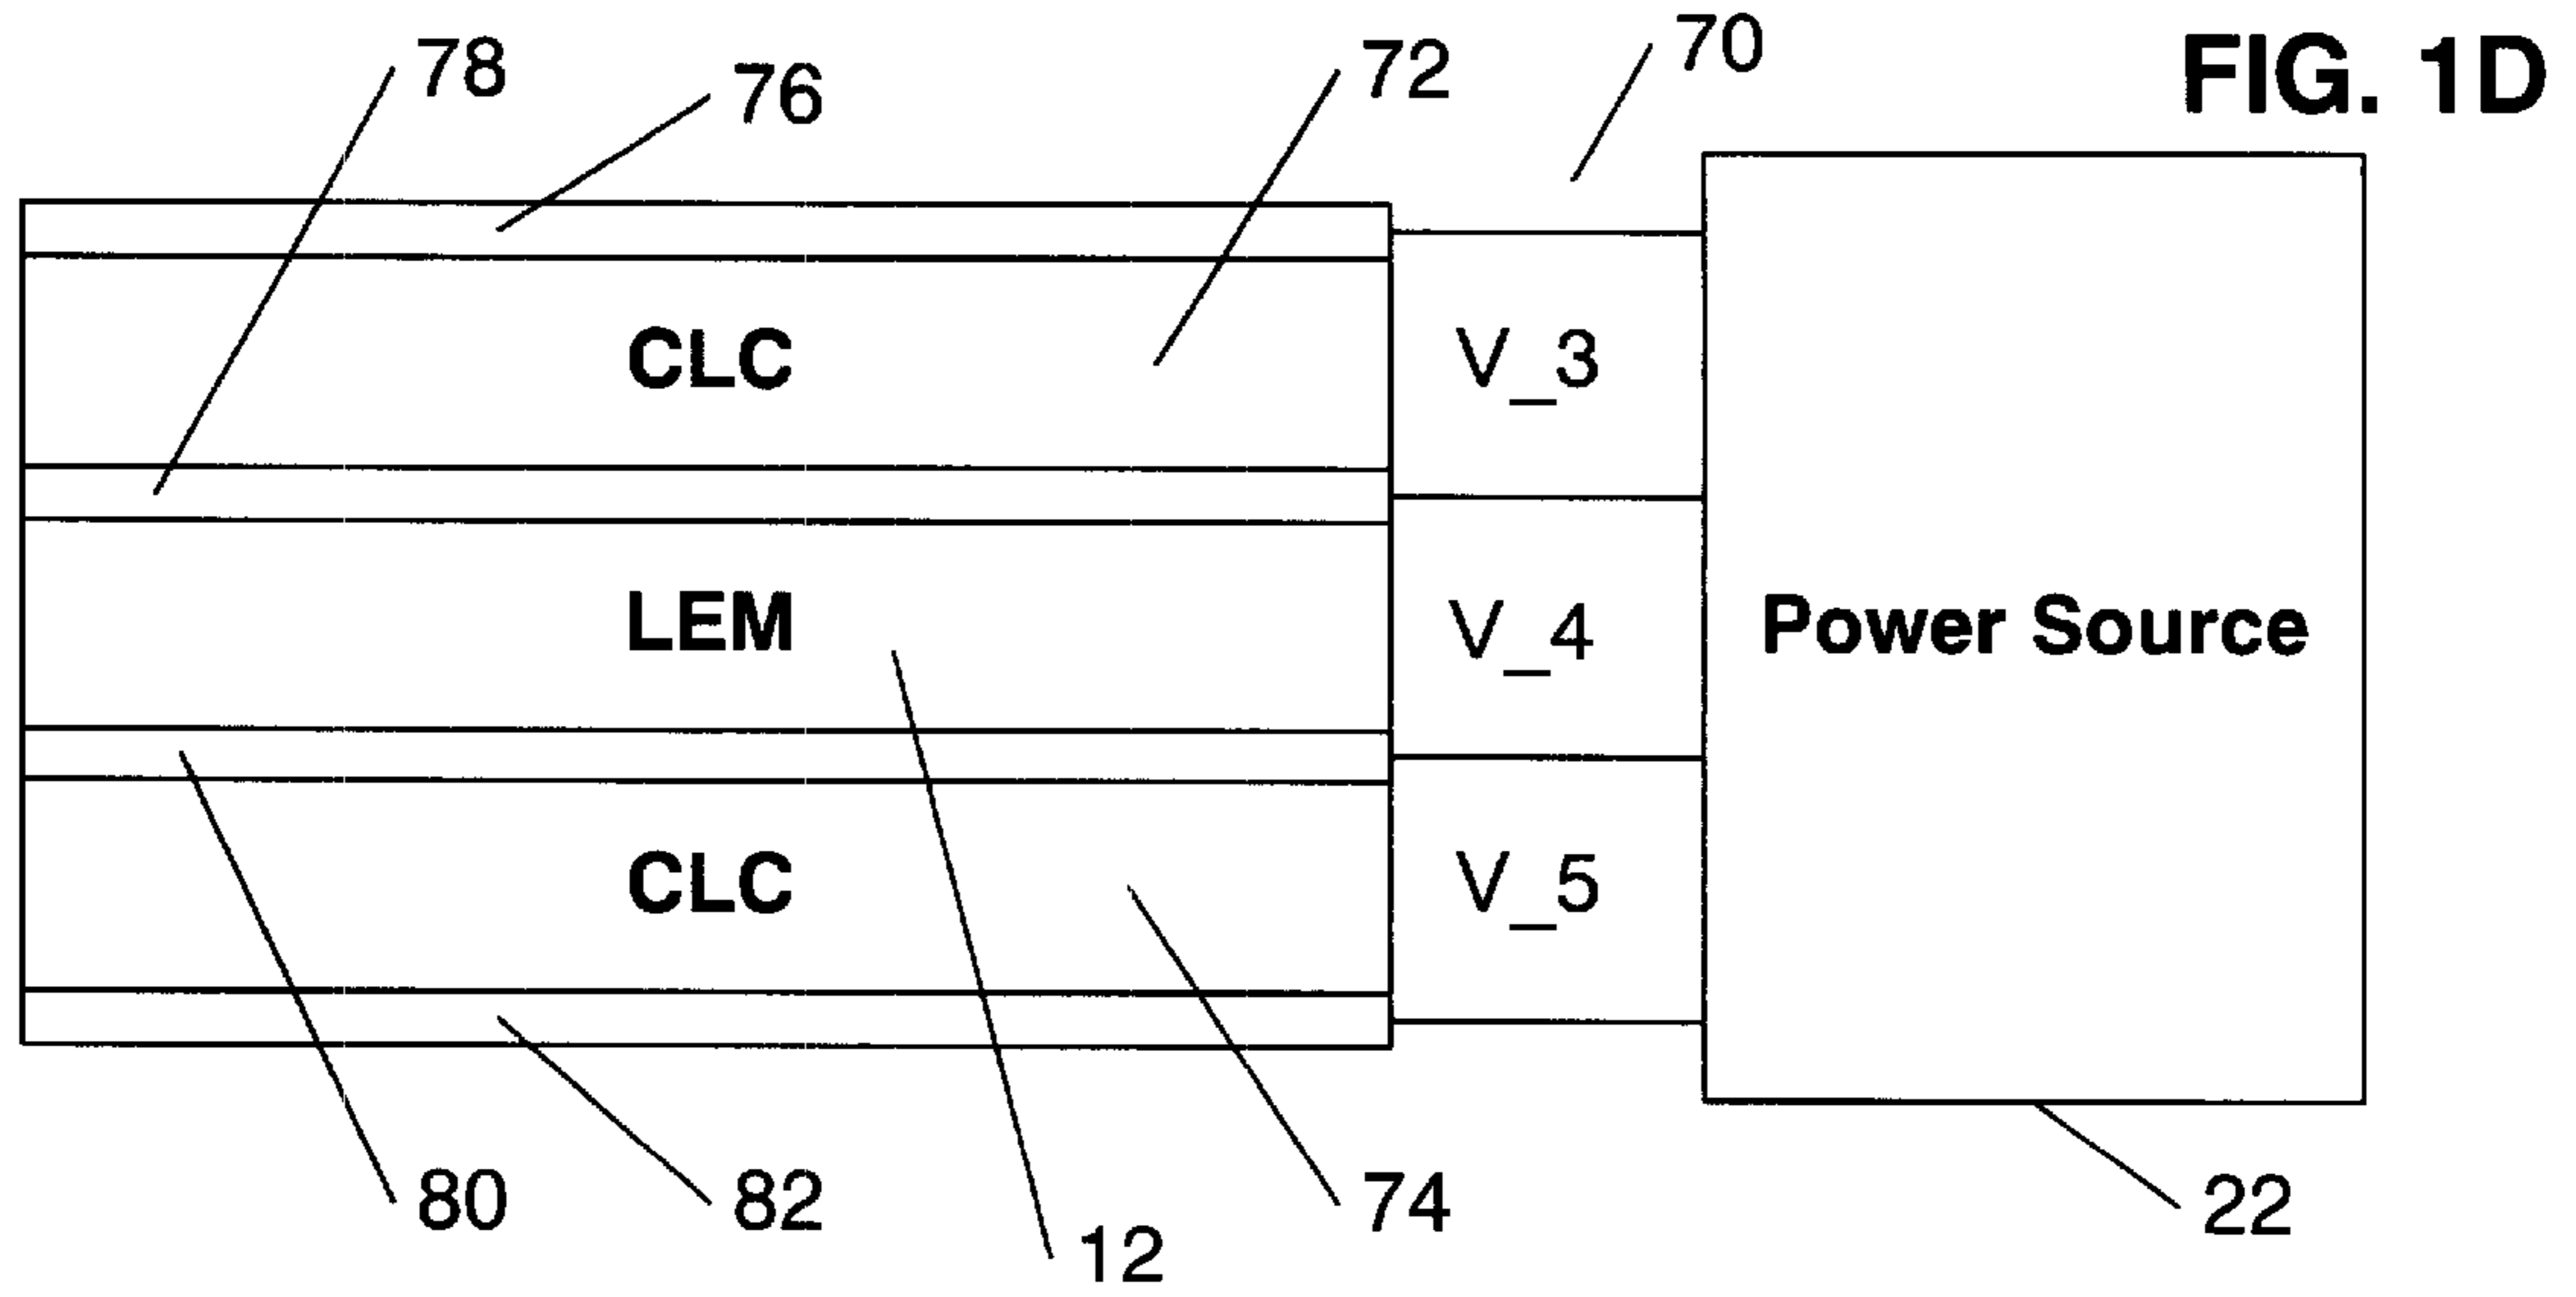 78
76
72
70
FIG. 1D
CLC
V_3
LEM
V_4
Power Source
CLC
V_5
80
82
12
74
22